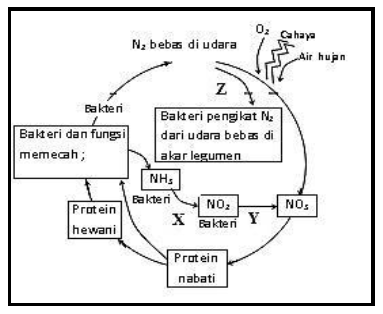 O₂
Cahaya
N₂ bebas di udara
Air hujan
Z
Bakteri
Bakteri pengikat N₂
dari udara bebas di
akar legumen
Bakteri dan fungsi
memecah ;
NH₃
Bakteri
X
NO₂
Bakteri
Y
NO₃
Protein
hewani
Protein
nabati